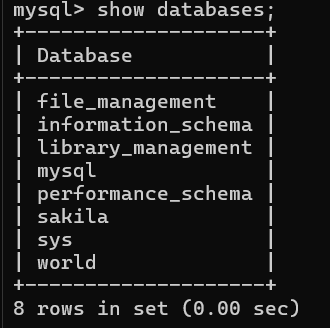 mysql> show databases;
+--------------------+
| Database           |
+--------------------+
| file_management    |
| information_schema |
| library_management |
| mysql              |
| performance_schema |
| sakila             |
| sys                |
| world              |
+--------------------+
8 rows in set (0.00 sec)